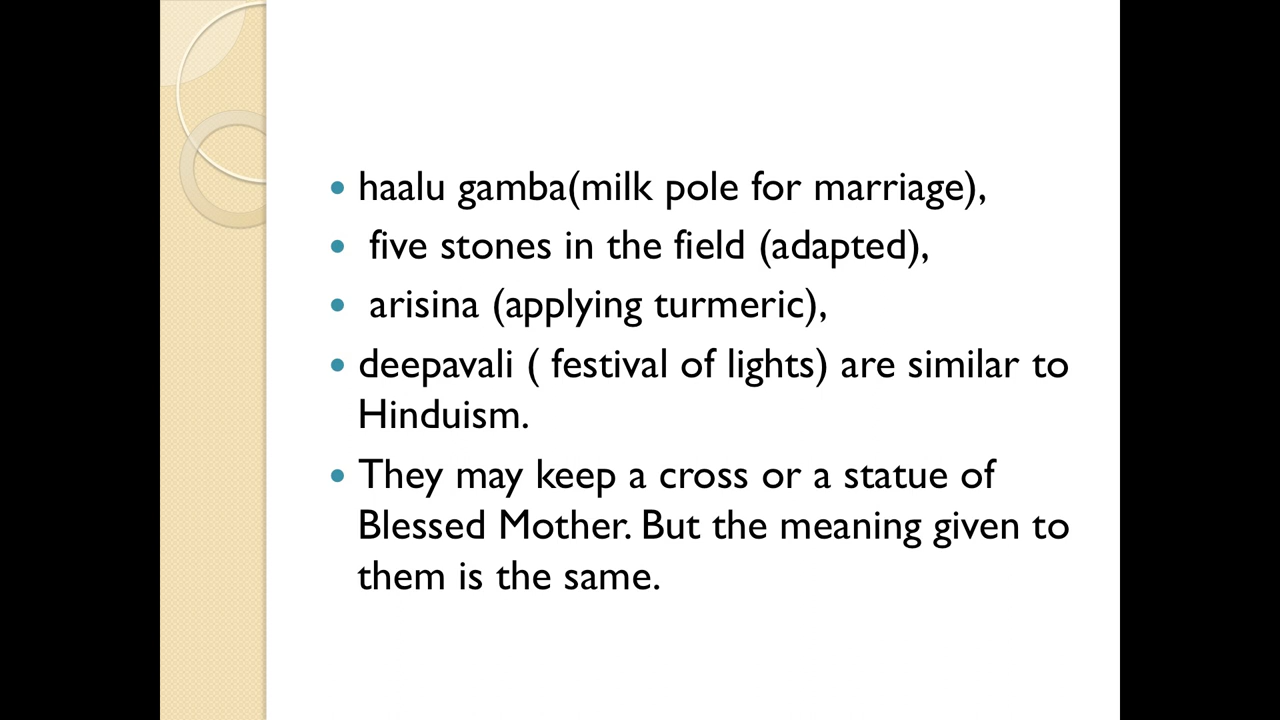 • haalu gamba(milk pole for marriage),
• five stones in the field (adapted),
• arisina (applying turmeric),
• deepavali ( festival of lights) are similar to
Hinduism.
• They may keep a cross or a statue of
Blessed Mother. But the meaning given to
them is the same.